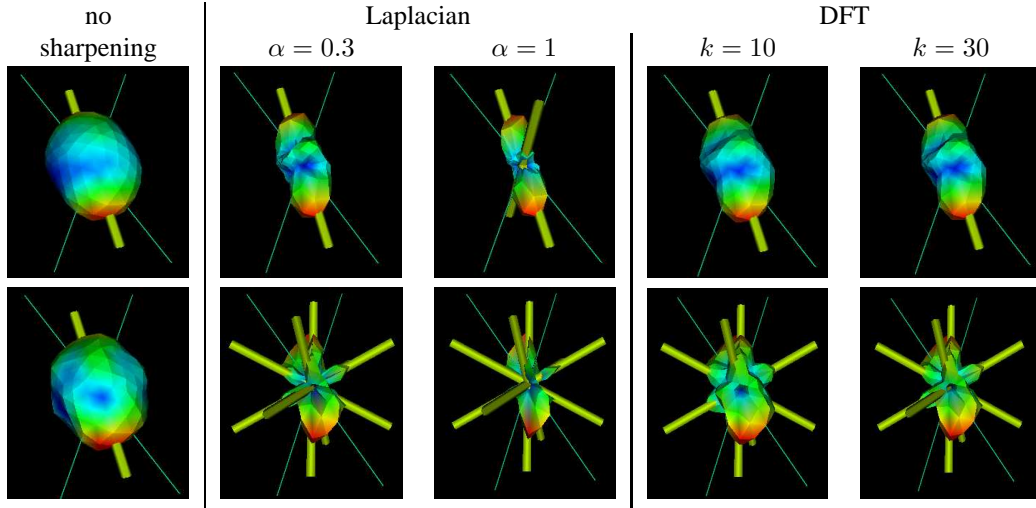 no
sharpening
Laplacian
α = 0.3
α = 1
DFT
k = 10
k = 30